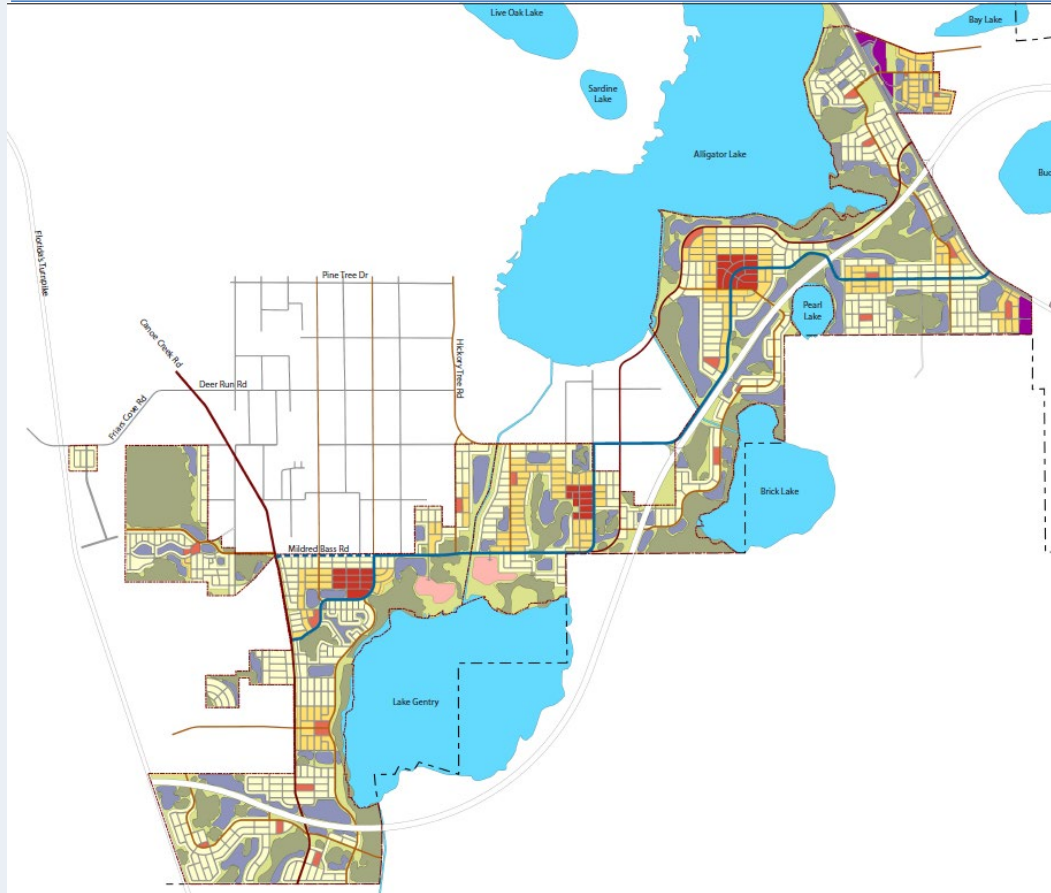 Live Oak Lake
Bay Lake
Sardine
Lake
Alligator Lake
Florida's Turnpike
Pine Tree Dr
Pearl
Lake
Canoe Creek Rd
Hickory Tree Rd
Deer Run Rd
Friars Cove Rd
Brick Lake
Mildred Bass Rd
Lake Gentry